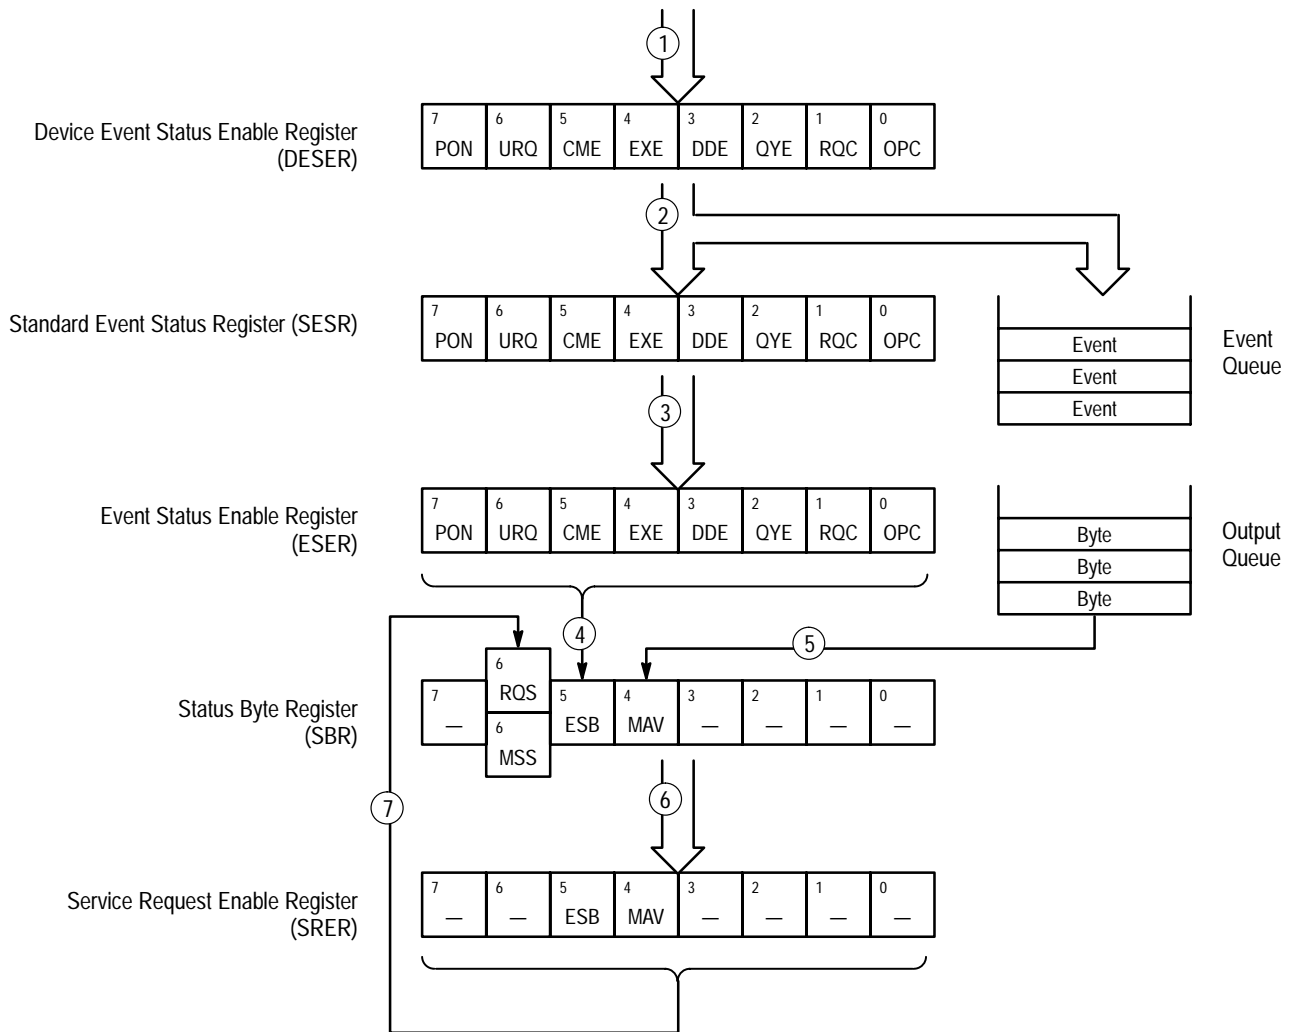 1
Device Event Status Enable Register
(DESER)
7 6 5 4 3 2 1 0
PON URQ CME EXE DDE QYE RQC OPC
2
Standard Event Status Register (SESR)
7 6 5 4 3 2 1 0
PON URQ CME EXE DDE QYE RQC OPC
Event
Event
Event
Event
Queue
3
Event Status Enable Register
(ESER)
7 6 5 4 3 2 1 0
PON URQ CME EXE DDE QYE RQC OPC
Byte
Byte
Byte
Output
Queue
4
5
Status Byte Register
(SBR)
6
RQS
7 5 4 3 2 1 0
— ESB MAV — — — —
6
MSS
7
6
Service Request Enable Register
(SRER)
7 6 5 4 3 2 1 0
— — ESB MAV — — — —